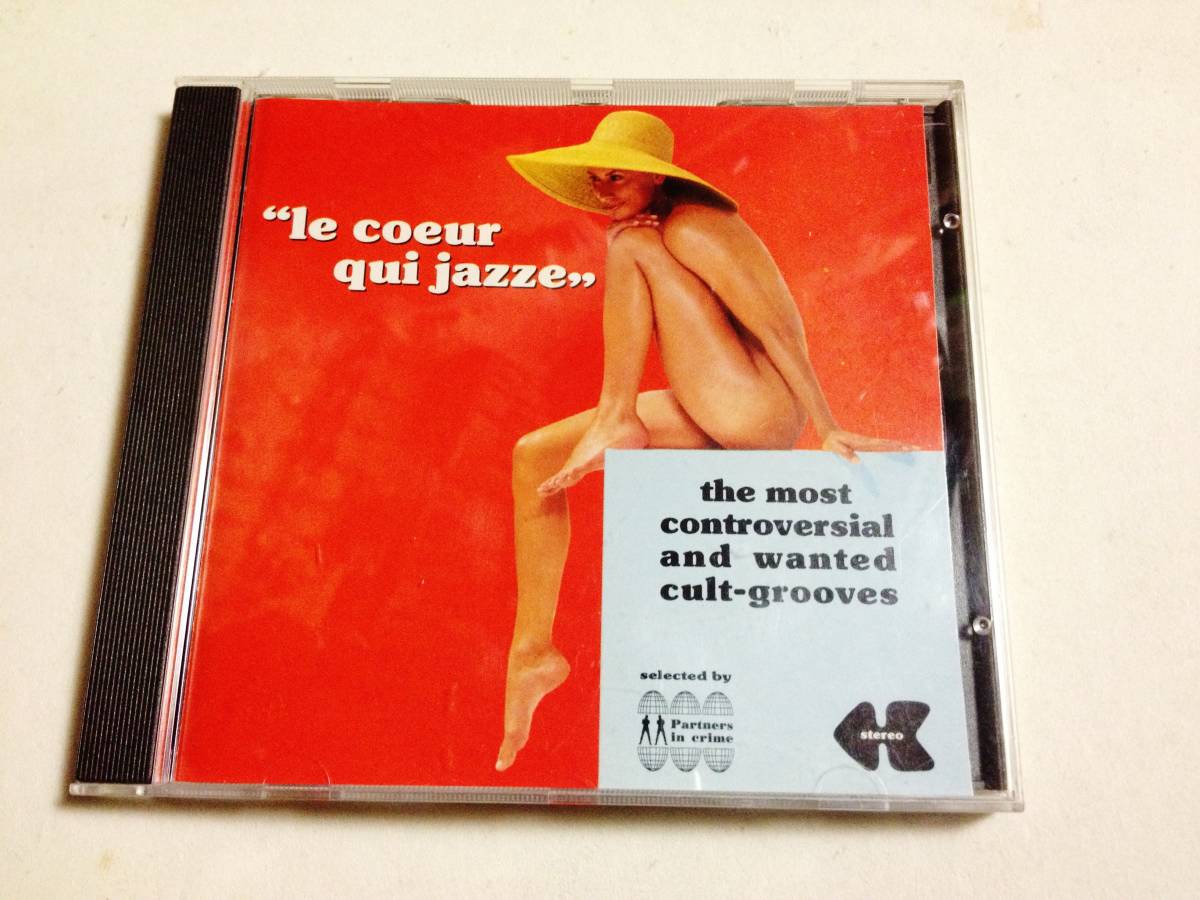 “le coeur
qui jazze”
the most
controversial
and wanted
cult-grooves
selected by
Partners
in crime
stereo